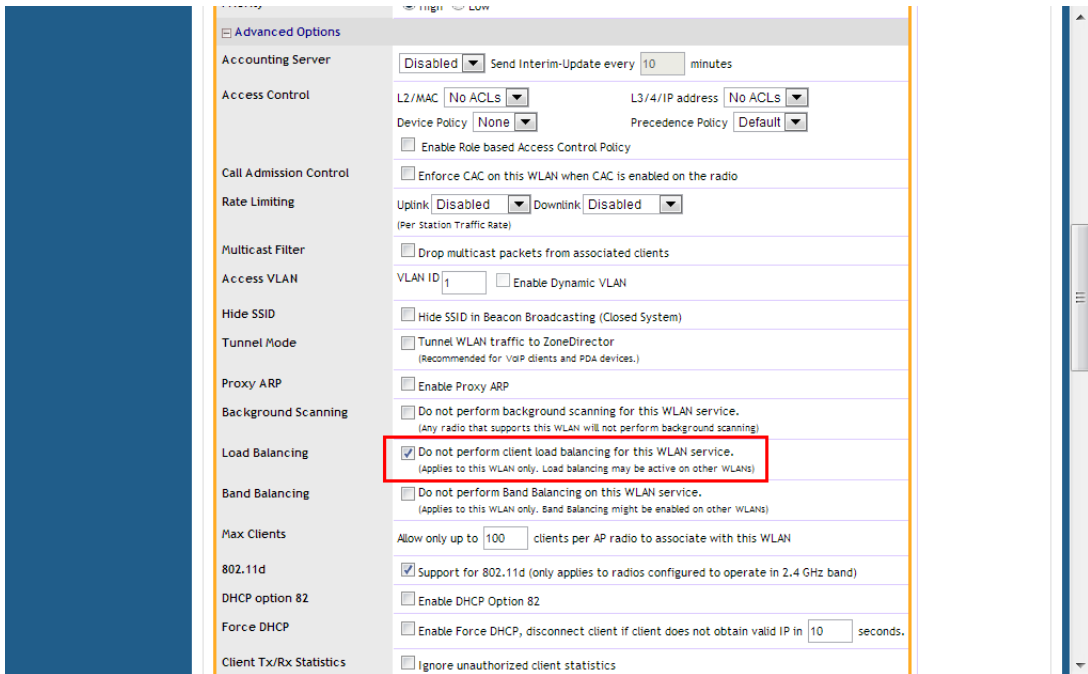 High Low
Advanced Options
Accounting Server Disabled Send Interim-Update every 10 minutes
Access Control L2/MAC No ACLs L3/4/IP address No ACLs
Device Policy None Precedence Policy Default
Enable Role based Access Control Policy
Call Admission Control Enforce CAC on this WLAN when CAC is enabled on the radio
Rate Limiting Uplink Disabled Downlink Disabled
(Per Station Traffic Rate)
Multicast Filter Drop multicast packets from associated clients
Access VLAN VLAN ID 1 Enable Dynamic VLAN
Hide SSID Hide SSID in Beacon Broadcasting (Closed System)
Tunnel Mode Tunnel WLAN traffic to ZoneDirector
(Recommended for VoIP clients and PDA devices.)
Proxy ARP Enable Proxy ARP
Background Scanning Do not perform background scanning for this WLAN service.
(Any radio that supports this WLAN will not perform background scanning)
Load Balancing Do not perform client load balancing for this WLAN service.
(Applies to this WLAN only. Load balancing may be active on other WLANs)
Band Balancing Do not perform Band Balancing on this WLAN service.
(Applies to this WLAN only. Band Balancing might be enabled on other WLANs)
Max Clients Allow only up to 100 clients per AP radio to associate with this WLAN
802.11d Support for 802.11d (only applies to radios configured to operate in 2.4 GHz band)
DHCP option 82 Enable DHCP Option 82
Force DHCP Enable Force DHCP, disconnect client if client does not obtain valid IP in 10 seconds.
Client Tx/Rx Statistics Ignore unauthorized client statistics